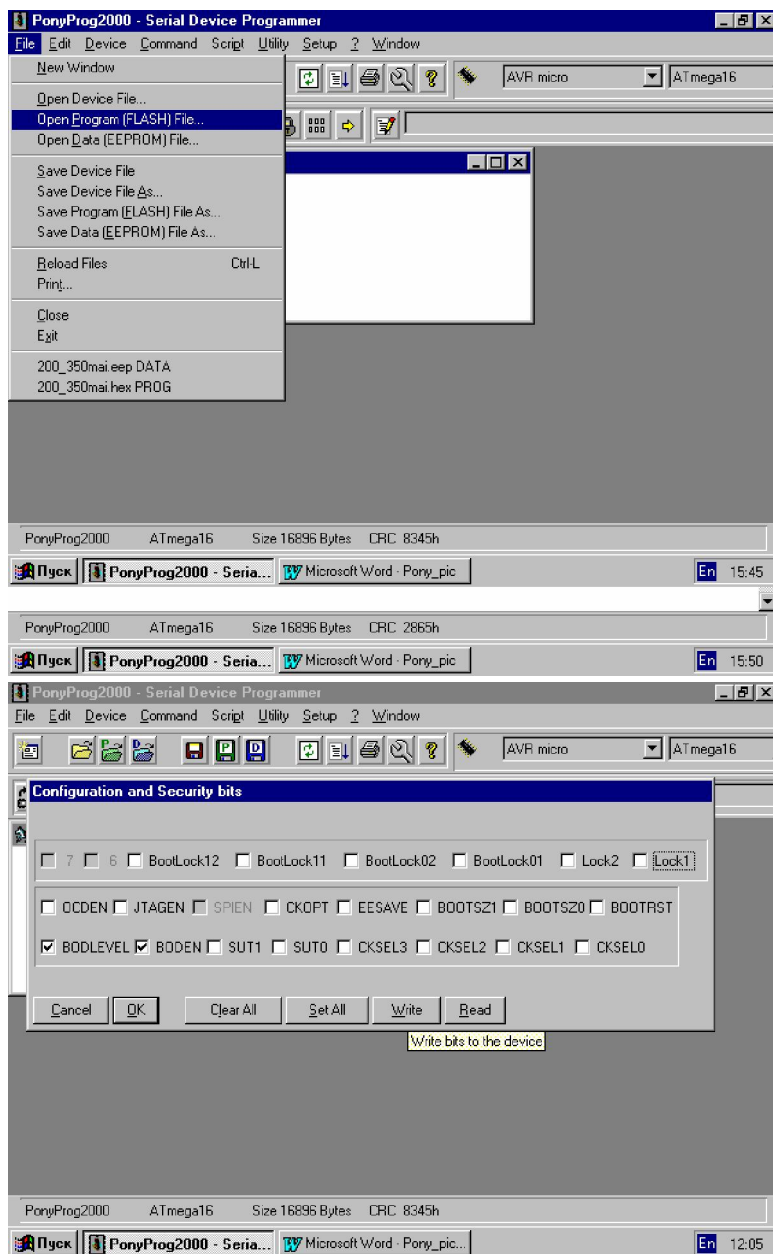 PonyProg2000 - Serial Device Programmer
File Edit Device Command Script Utility Setup ? Window
New Window
AVR micro ATmega16
Open Device File...
Open Program (FLASH) File...
Open Data (EEPROM) File...
Save Device File
Save Device File As...
Save Program (FLASH) File As...
Save Data (EEPROM) File As...
Reload Files Ctrl-L
Print...
Close
Exit
200_350mai.eep DATA
200_350mai.hex PROG
PonyProg2000 ATmega16 Size 16896 Bytes CRC 8345h
Пуск PonyProg2000 - Seria... Microsoft Word - Pony_pic En 15:45
PonyProg2000 ATmega16 Size 16896 Bytes CRC 2865h
Пуск PonyProg2000 - Seria... Microsoft Word - Pony_pic En 15:50
PonyProg2000 - Serial Device Programmer
File Edit Device Command Script Utility Setup ? Window
AVR micro ATmega16
Configuration and Security bits
7 6 BootLock12 BootLock11 BootLock02 BootLock01 Lock2 Lock1
OCDEN JTAGEN SPIEN CKOPT EESAVE BOOTSZ1 BOOTSZ0 BOOTRST
BODLEVEL BODEN SUT1 SUT0 CKSEL3 CKSEL2 CKSEL1 CKSEL0
Cancel OK Clear All Set All Write Read
Write bits to the device
PonyProg2000 ATmega16 Size 16896 Bytes CRC 8345h
Пуск PonyProg2000 - Seria... Microsoft Word - Pony_pic... En 12:05